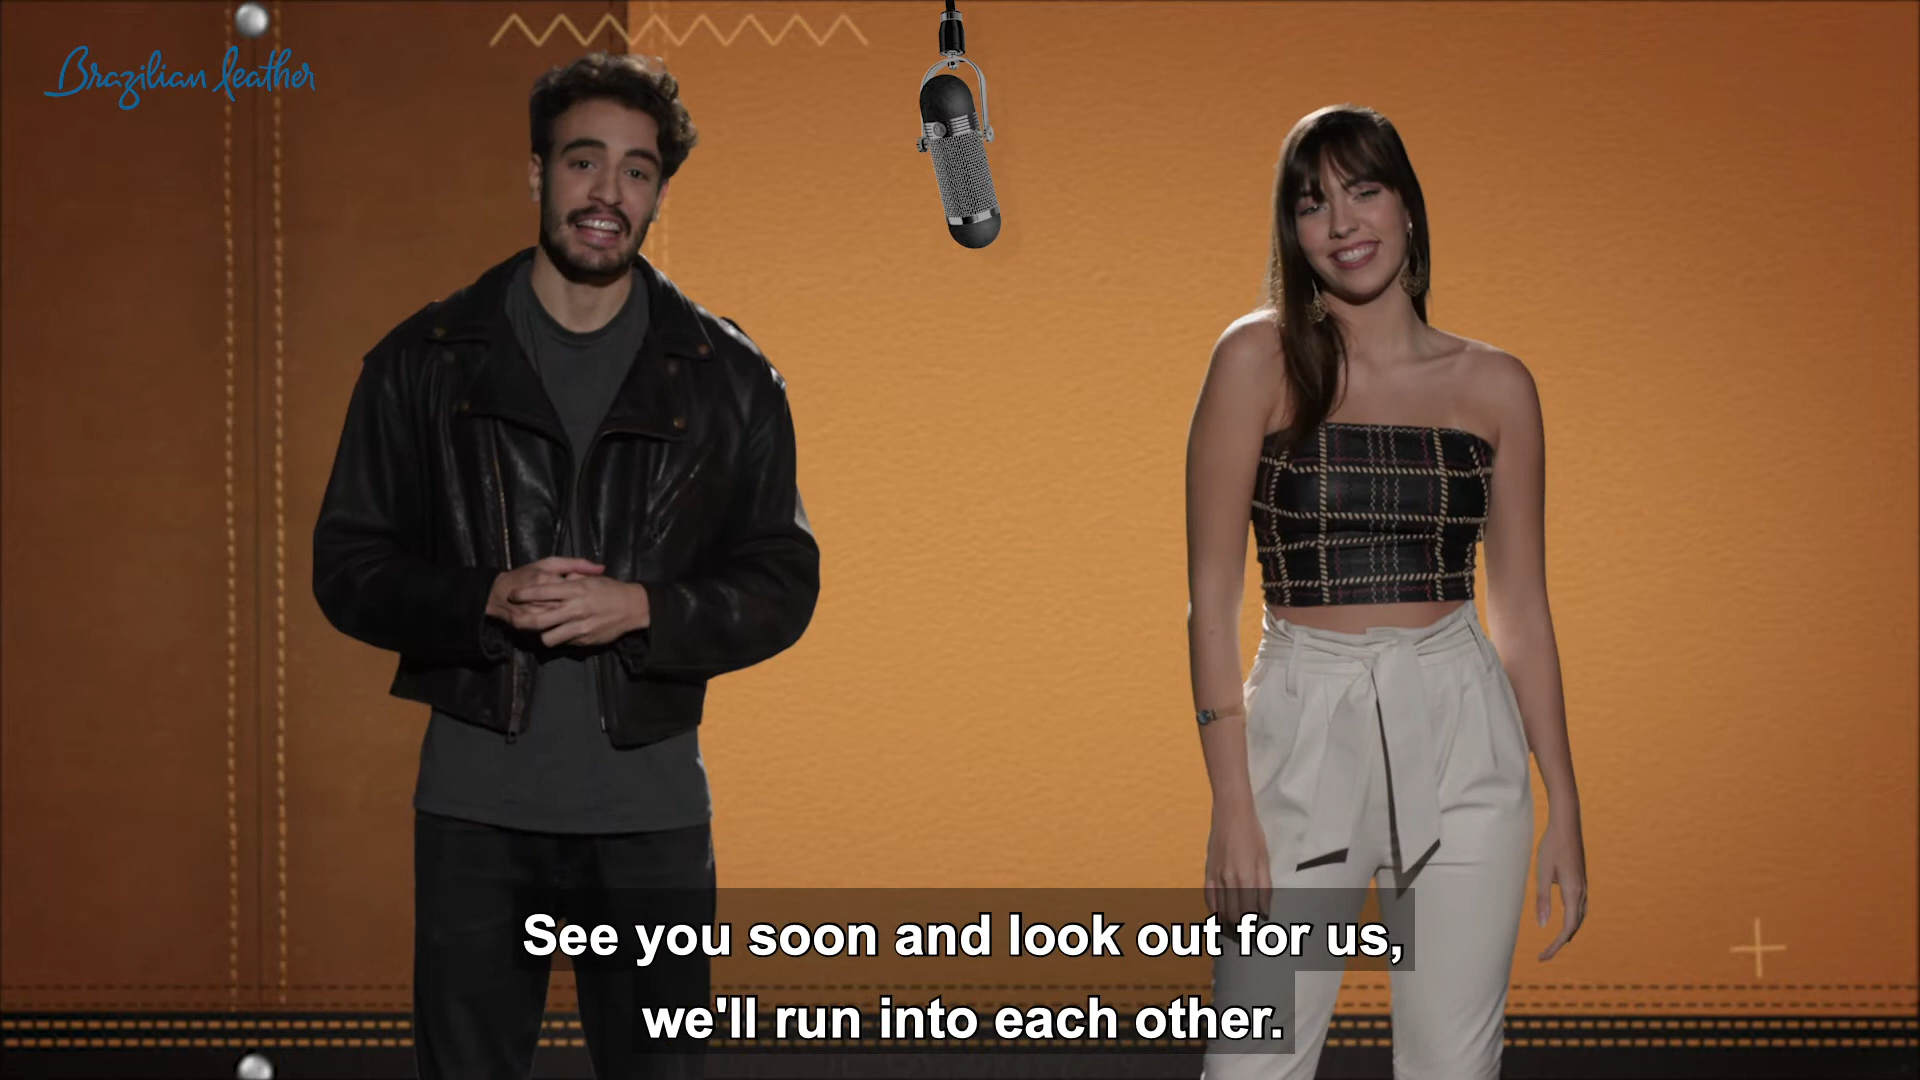 Brazilian leather
See you soon and look out for us,
we'll run into each other.